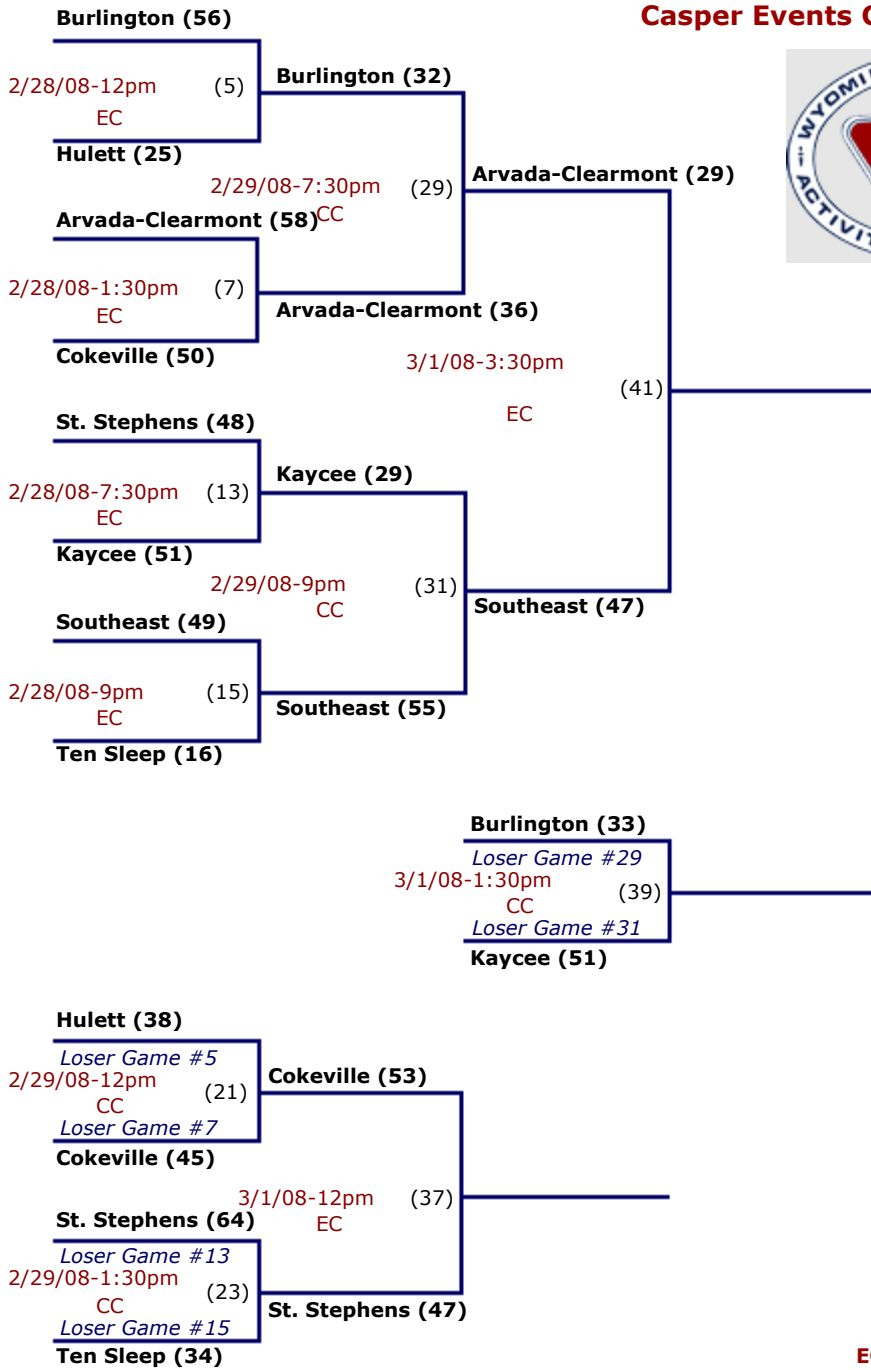 Burlington (56)
Casper Events
2/28/08-12pm
(5)
EC
Burlington (32)
Hulett (25)
2/29/08-7:30pm
(29)
CC
Arvada-Clearmont (29)
WYOMI
ACTIVIT
Arvada-Clearmont (58)
2/28/08-1:30pm
(7)
EC
Arvada-Clearmont (36)
Cokeville (50)
3/1/08-3:30pm
(41)
EC
St. Stephens (48)
2/28/08-7:30pm
(13)
EC
Kaycee (29)
Kaycee (51)
2/29/08-9pm
(31)
CC
Southeast (47)
Southeast (49)
2/28/08-9pm
(15)
EC
Southeast (55)
Ten Sleep (16)
Burlington (33)
Loser Game #29
3/1/08-1:30pm
(39)
CC
Loser Game #31
Kaycee (51)
Hulett (38)
Loser Game #5
2/29/08-12pm
(21)
CC
Loser Game #7
Cokeville (45)
Cokeville (53)
3/1/08-12pm
(37)
EC
St. Stephens (64)
Loser Game #13
2/29/08-1:30pm
(23)
CC
Loser Game #15
St. Stephens (47)
Ten Sleep (34)